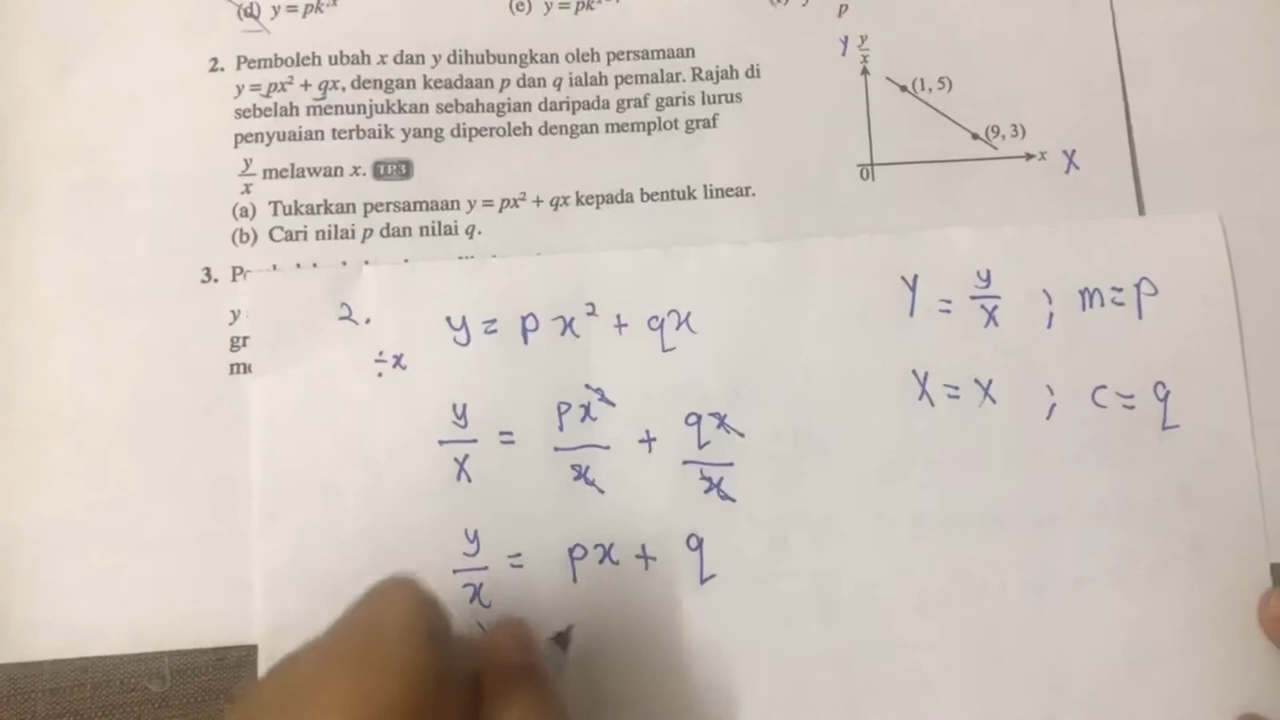 (d) y = pk
(e) y = pk
p
2. Pemboleh ubah x dan y dihubungkan oleh persamaan
y = px² + qx, dengan keadaan p dan q ialah pemalar. Rajah di
sebelah menunjukkan sebahagian daripada graf garis lurus
penyuaian terbaik yang diperoleh dengan memplot graf
y/x melawan x. TP3
(a) Tukarkan persamaan y = px² + qx kepada bentuk linear.
(b) Cari nilai p dan nilai q.
Y y/x
(1, 5)
(9, 3)
0 x X
3.
y
gr
2. y = px² + qx
÷x
y/x = px²/x + qx/x
y/x = px + q
Y = y/x ; m = p
X = x ; c = q